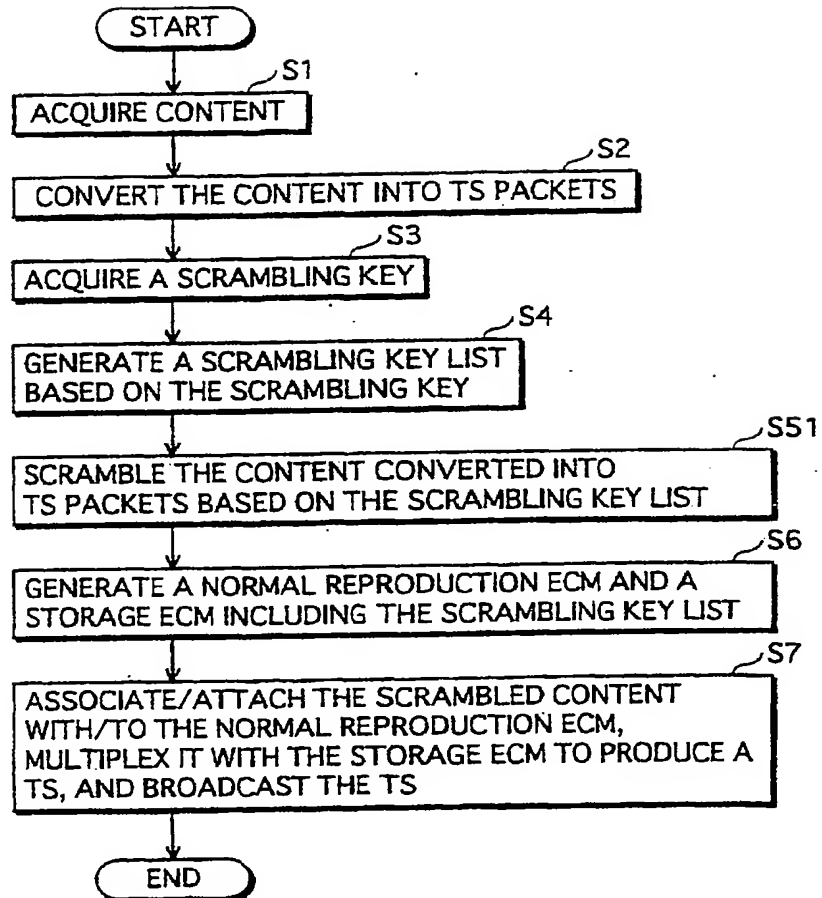 START
S1
ACQUIRE CONTENT
S2
CONVERT THE CONTENT INTO TS PACKETS
S3
ACQUIRE A SCRAMBLING KEY
S4
GENERATE A SCRAMBLING KEY LIST
BASED ON THE SCRAMBLING KEY
S51
SCRAMBLE THE CONTENT CONVERTED INTO
TS PACKETS BASED ON THE SCRAMBLING KEY LIST
S6
GENERATE A NORMAL REPRODUCTION ECM AND A
STORAGE ECM INCLUDING THE SCRAMBLING KEY LIST
S7
ASSOCIATE/ATTACH THE SCRAMBLED CONTENT
WITH/TO THE NORMAL REPRODUCTION ECM,
MULTIPLEX IT WITH THE STORAGE ECM TO PRODUCE A
TS, AND BROADCAST THE TS
END